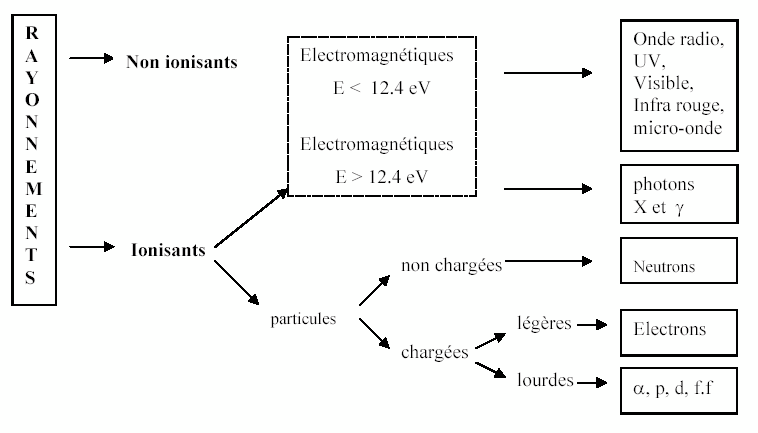 RAYONNEMENTS
Non ionisants
Electromagnétiques
E < 12.4 eV
Onde radio,
UV,
Visible,
Infra rouge,
micro-onde
Electromagnétiques
E > 12.4 eV
photons
X et γ
Ionisants
particules
non chargées
Neutrons
chargées
légères
Electrons
lourdes
α, p, d, f.f